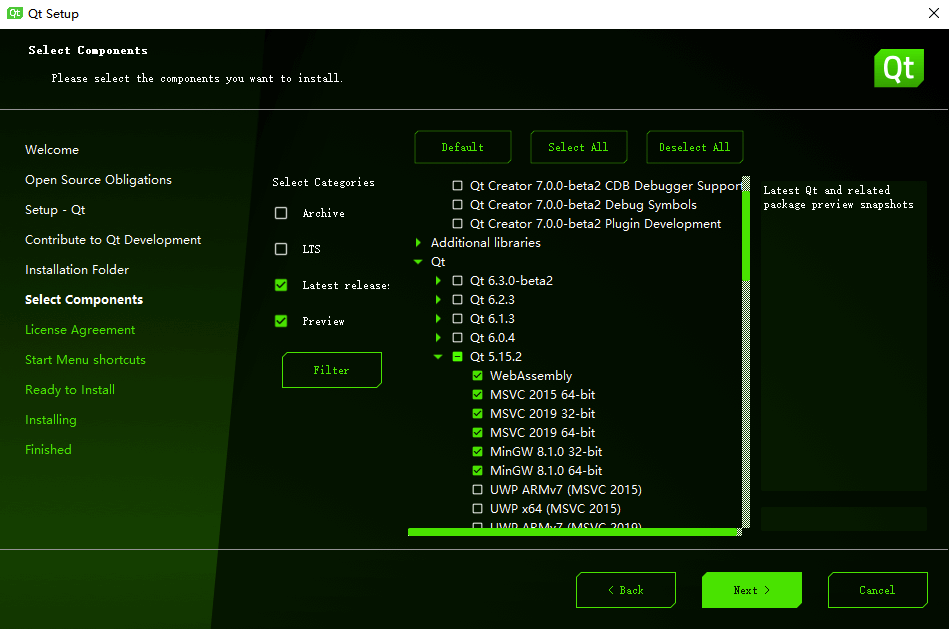 Qt Qt Setup
Select Components
Please select the components you want to install.
Qt
Welcome
Open Source Obligations
Setup - Qt
Contribute to Qt Development
Installation Folder
Select Components
License Agreement
Start Menu shortcuts
Ready to Install
Installing
Finished
Select Categories
Archive
LTS
Latest release:
Preview
Filter
Default
Select All
Deselect All
Qt Creator 7.0.0-beta2 CDB Debugger Support
Qt Creator 7.0.0-beta2 Debug Symbols
Qt Creator 7.0.0-beta2 Plugin Development
Additional libraries
Qt
Qt 6.3.0-beta2
Qt 6.2.3
Qt 6.1.3
Qt 6.0.4
Qt 5.15.2
WebAssembly
MSVC 2015 64-bit
MSVC 2019 32-bit
MSVC 2019 64-bit
MinGW 8.1.0 32-bit
MinGW 8.1.0 64-bit
UWP ARMv7 (MSVC 2015)
UWP x64 (MSVC 2015)
UWP ARMv7 (MSVC 2019)
Latest Qt and related
package preview snapshots
< Back
Next >
Cancel